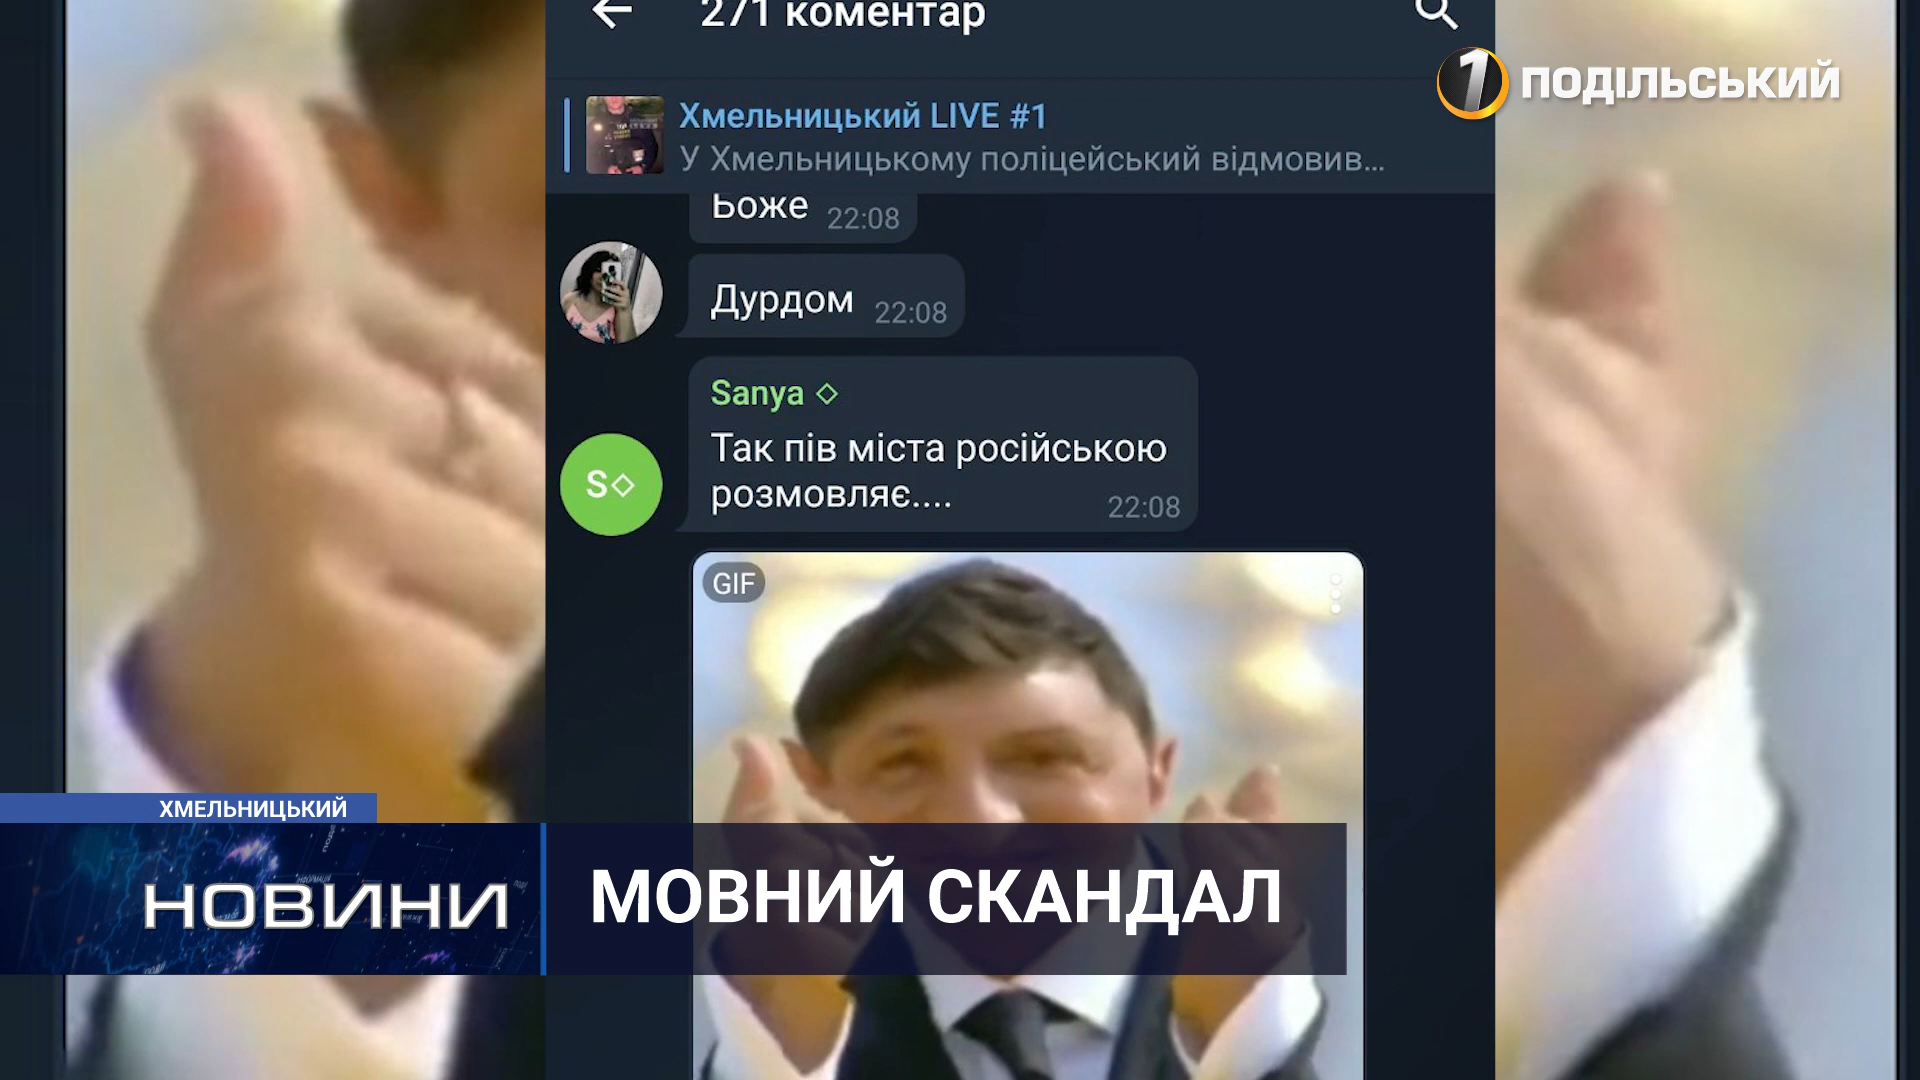 271 коментар
1 ПОДІЛЬСЬКИЙ
Хмельницький LIVE #1
У Хмельницькому поліцейський відмовив...
Боже 22:08
Дурдом 22:08
Sanya ◇
S◇
Так пів міста російською
розмовляє.... 22:08
GIF
ХМЕЛЬНИЦЬКИЙ
НОВИНИ
МОВНИЙ СКАНДАЛ